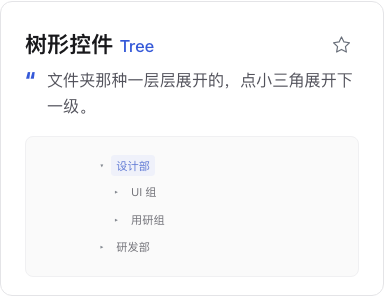 树形控件 Tree
“ 文件夹那种一层层展开的，点小三角展开下
一级。
设计部
UI 组
用研组
研发部